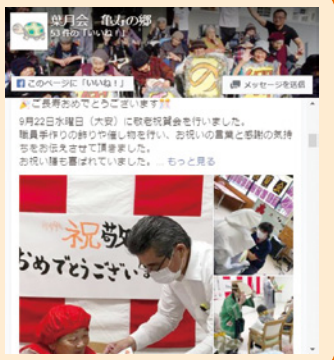 葉月会 亀寿の郷
53 件の「いいね！」
このページに「いいね！」
メッセージを送信
ご長寿おめでとうございます
9月22日水曜日（大安）に敬老祝賀会を行いました。
職員手作りの飾りや催し物を行い、お祝いの言葉と感謝の気持
ちをお伝えさせて頂きました。
お祝い膳も喜ばれていました。... もっと見る
祝敬
おめでとうございま